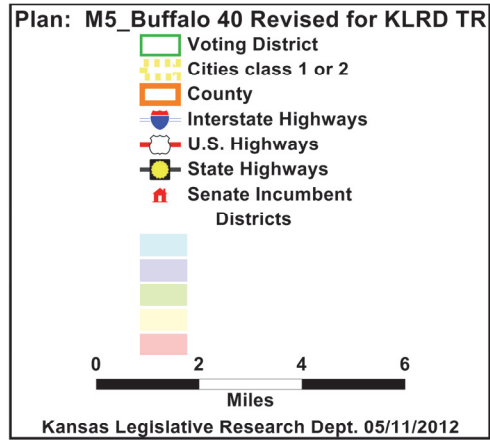 Plan: M5_Buffalo 40 Revised for KLRD TR
Voting District
Cities class 1 or 2
County
Interstate Highways
U.S. Highways
State Highways
Senate Incumbent
Districts
0 2 4 6
Miles
Kansas Legislative Research Dept. 05/11/2012